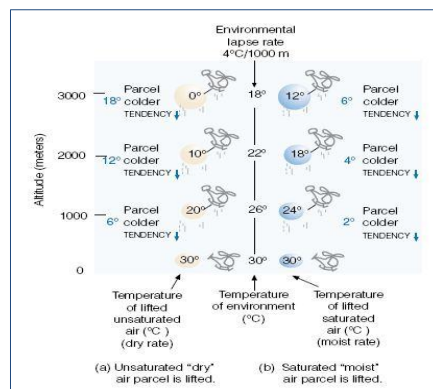 Environmental
lapse rate
4°C/1000 m
3000
18°
Parcel
colder
TENDENCY
0°
18°
12°
6°
Parcel
colder
TENDENCY
2000
12°
Parcel
colder
TENDENCY
10°
22°
18°
4°
Parcel
colder
TENDENCY
1000
6°
Parcel
colder
TENDENCY
20°
26°
24°
2°
Parcel
colder
TENDENCY
0
30°
30°
30°
Altitude (meters)
Temperature
of lifted
unsaturated
air (°C )
(dry rate)
Temperature
of environment
(°C)
Temperature
of lifted
saturated
air (°C )
(moist rate)
(a) Unsaturated “dry”
air parcel is lifted.
(b) Saturated “moist”
air parcel is lifted.